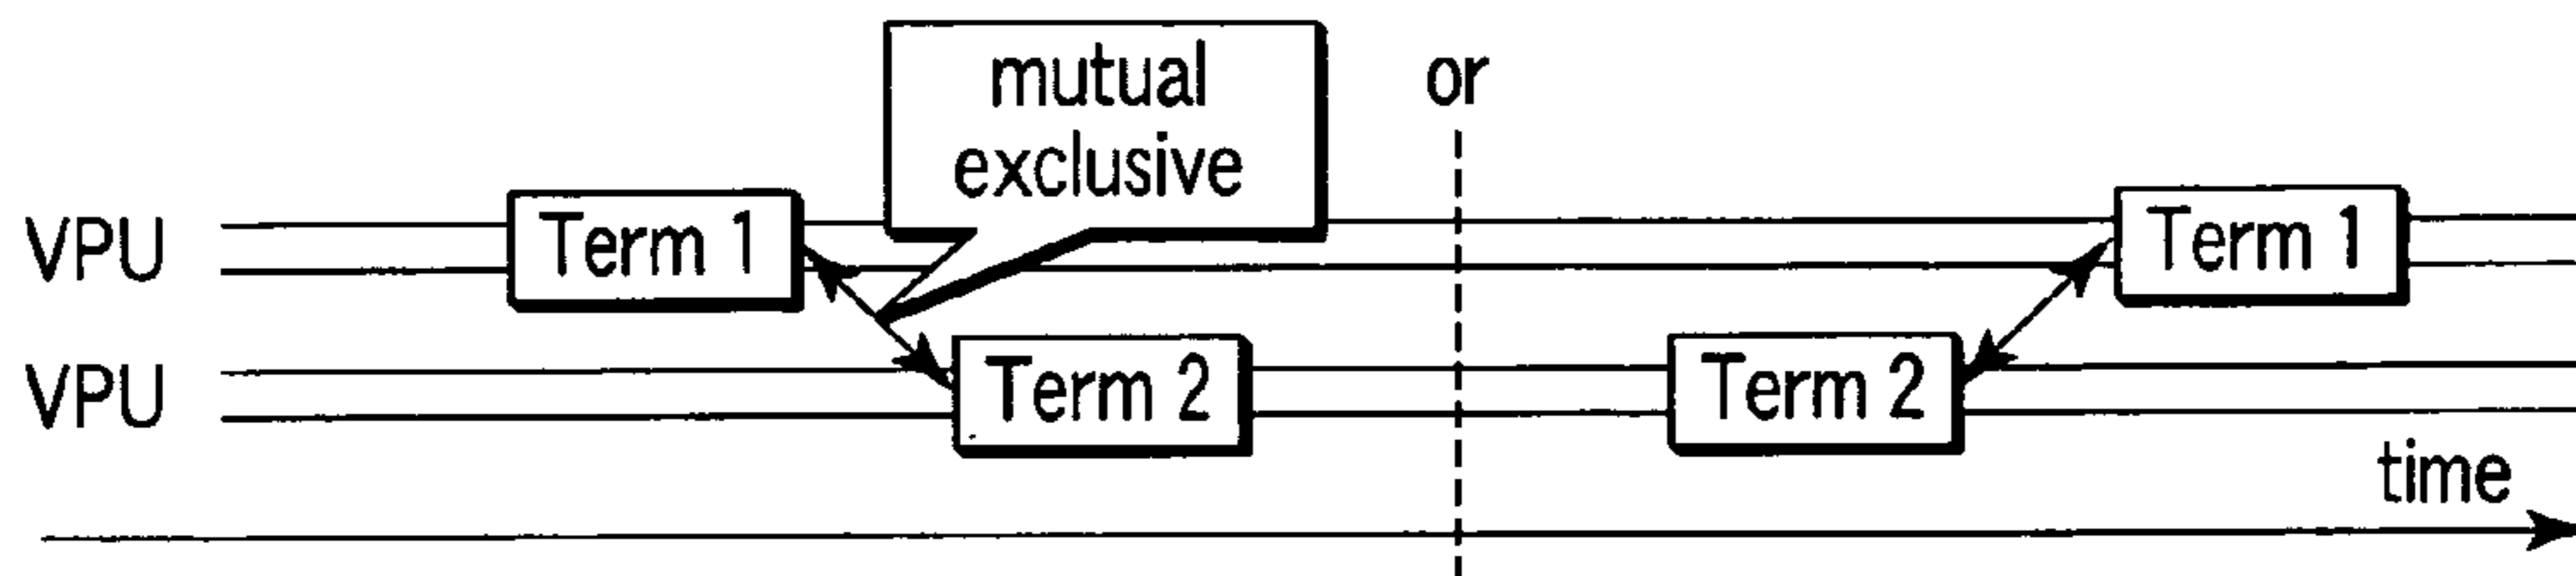 mutual
exclusive
or
VPU
Term 1
Term 1
VPU
Term 2
Term 2
time